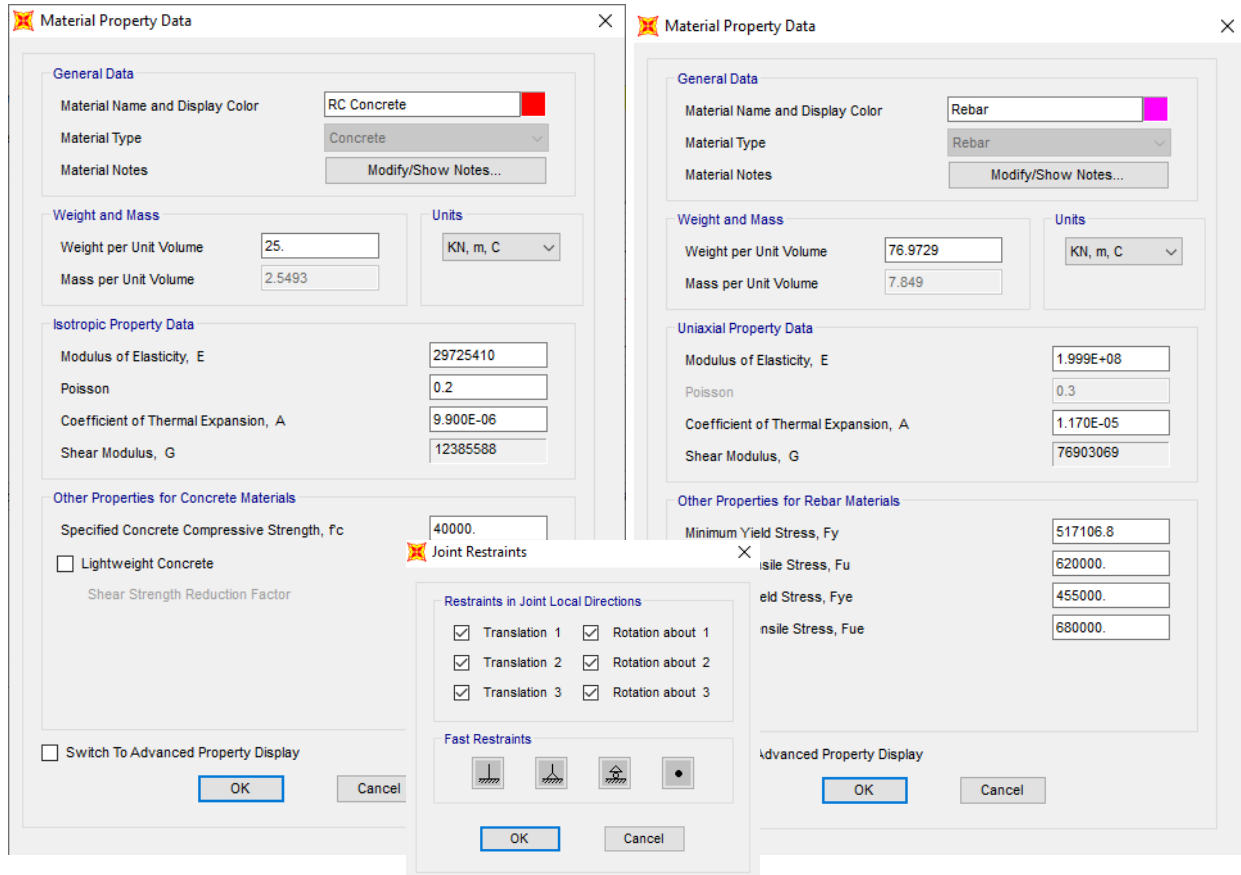 Material Property Data
General Data
Material Name and Display Color RC Concrete
Material Type Concrete
Material Notes Modify/Show Notes...
Weight and Mass Units
Weight per Unit Volume 25. KN, m, C
Mass per Unit Volume 2.5493
Isotropic Property Data
Modulus of Elasticity, E 29725410
Poisson 0.2
Coefficient of Thermal Expansion, A 9.900E-06
Shear Modulus, G 12385588
Other Properties for Concrete Materials
Specified Concrete Compressive Strength, f'c 40000.
Lightweight Concrete
Shear Strength Reduction Factor
Switch To Advanced Property Display
OK Cancel
Material Property Data
General Data
Material Name and Display Color Rebar
Material Type Rebar
Material Notes Modify/Show Notes...
Weight and Mass Units
Weight per Unit Volume 76.9729 KN, m, C
Mass per Unit Volume 7.849
Uniaxial Property Data
Modulus of Elasticity, E 1.999E+08
Poisson 0.3
Coefficient of Thermal Expansion, A 1.170E-05
Shear Modulus, G 76903069
Other Properties for Rebar Materials
Minimum Yield Stress, Fy 517106.8
sile Stress, Fu 620000.
eld Stress, Fye 455000.
nsile Stress, Fue 680000.
Advanced Property Display
OK Cancel
Joint Restraints
Restraints in Joint Local Directions
Translation 1 Rotation about 1
Translation 2 Rotation about 2
Translation 3 Rotation about 3
Fast Restraints
OK Cancel